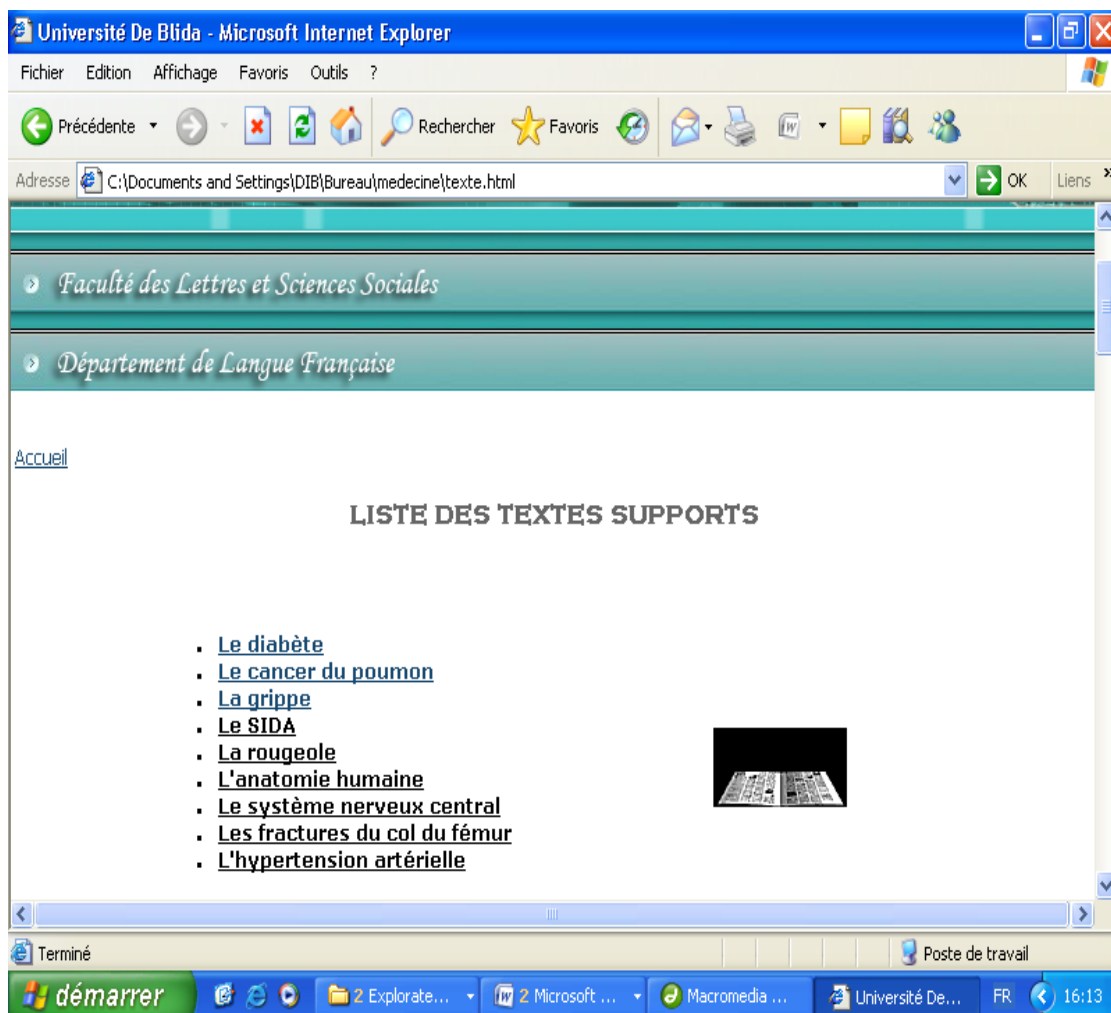 Université De Blida - Microsoft Internet Explorer
Fichier Edition Affichage Favoris Outils ?
Précédente Rechercher Favoris
Adresse C:\Documents and Settings\DIB\Bureau\medecine\texte.html OK Liens »
Faculté des Lettres et Sciences Sociales
Département de Langue Française
Accueil
LISTE DES TEXTES SUPPORTS
Le diabète
Le cancer du poumon
La grippe
Le SIDA
La rougeole
L'anatomie humaine
Le système nerveux central
Les fractures du col du fémur
L'hypertension artérielle
Terminé Poste de travail
démarrer 2 Explorate... 2 Microsoft ... Macromedia ... Université De... FR 16:13